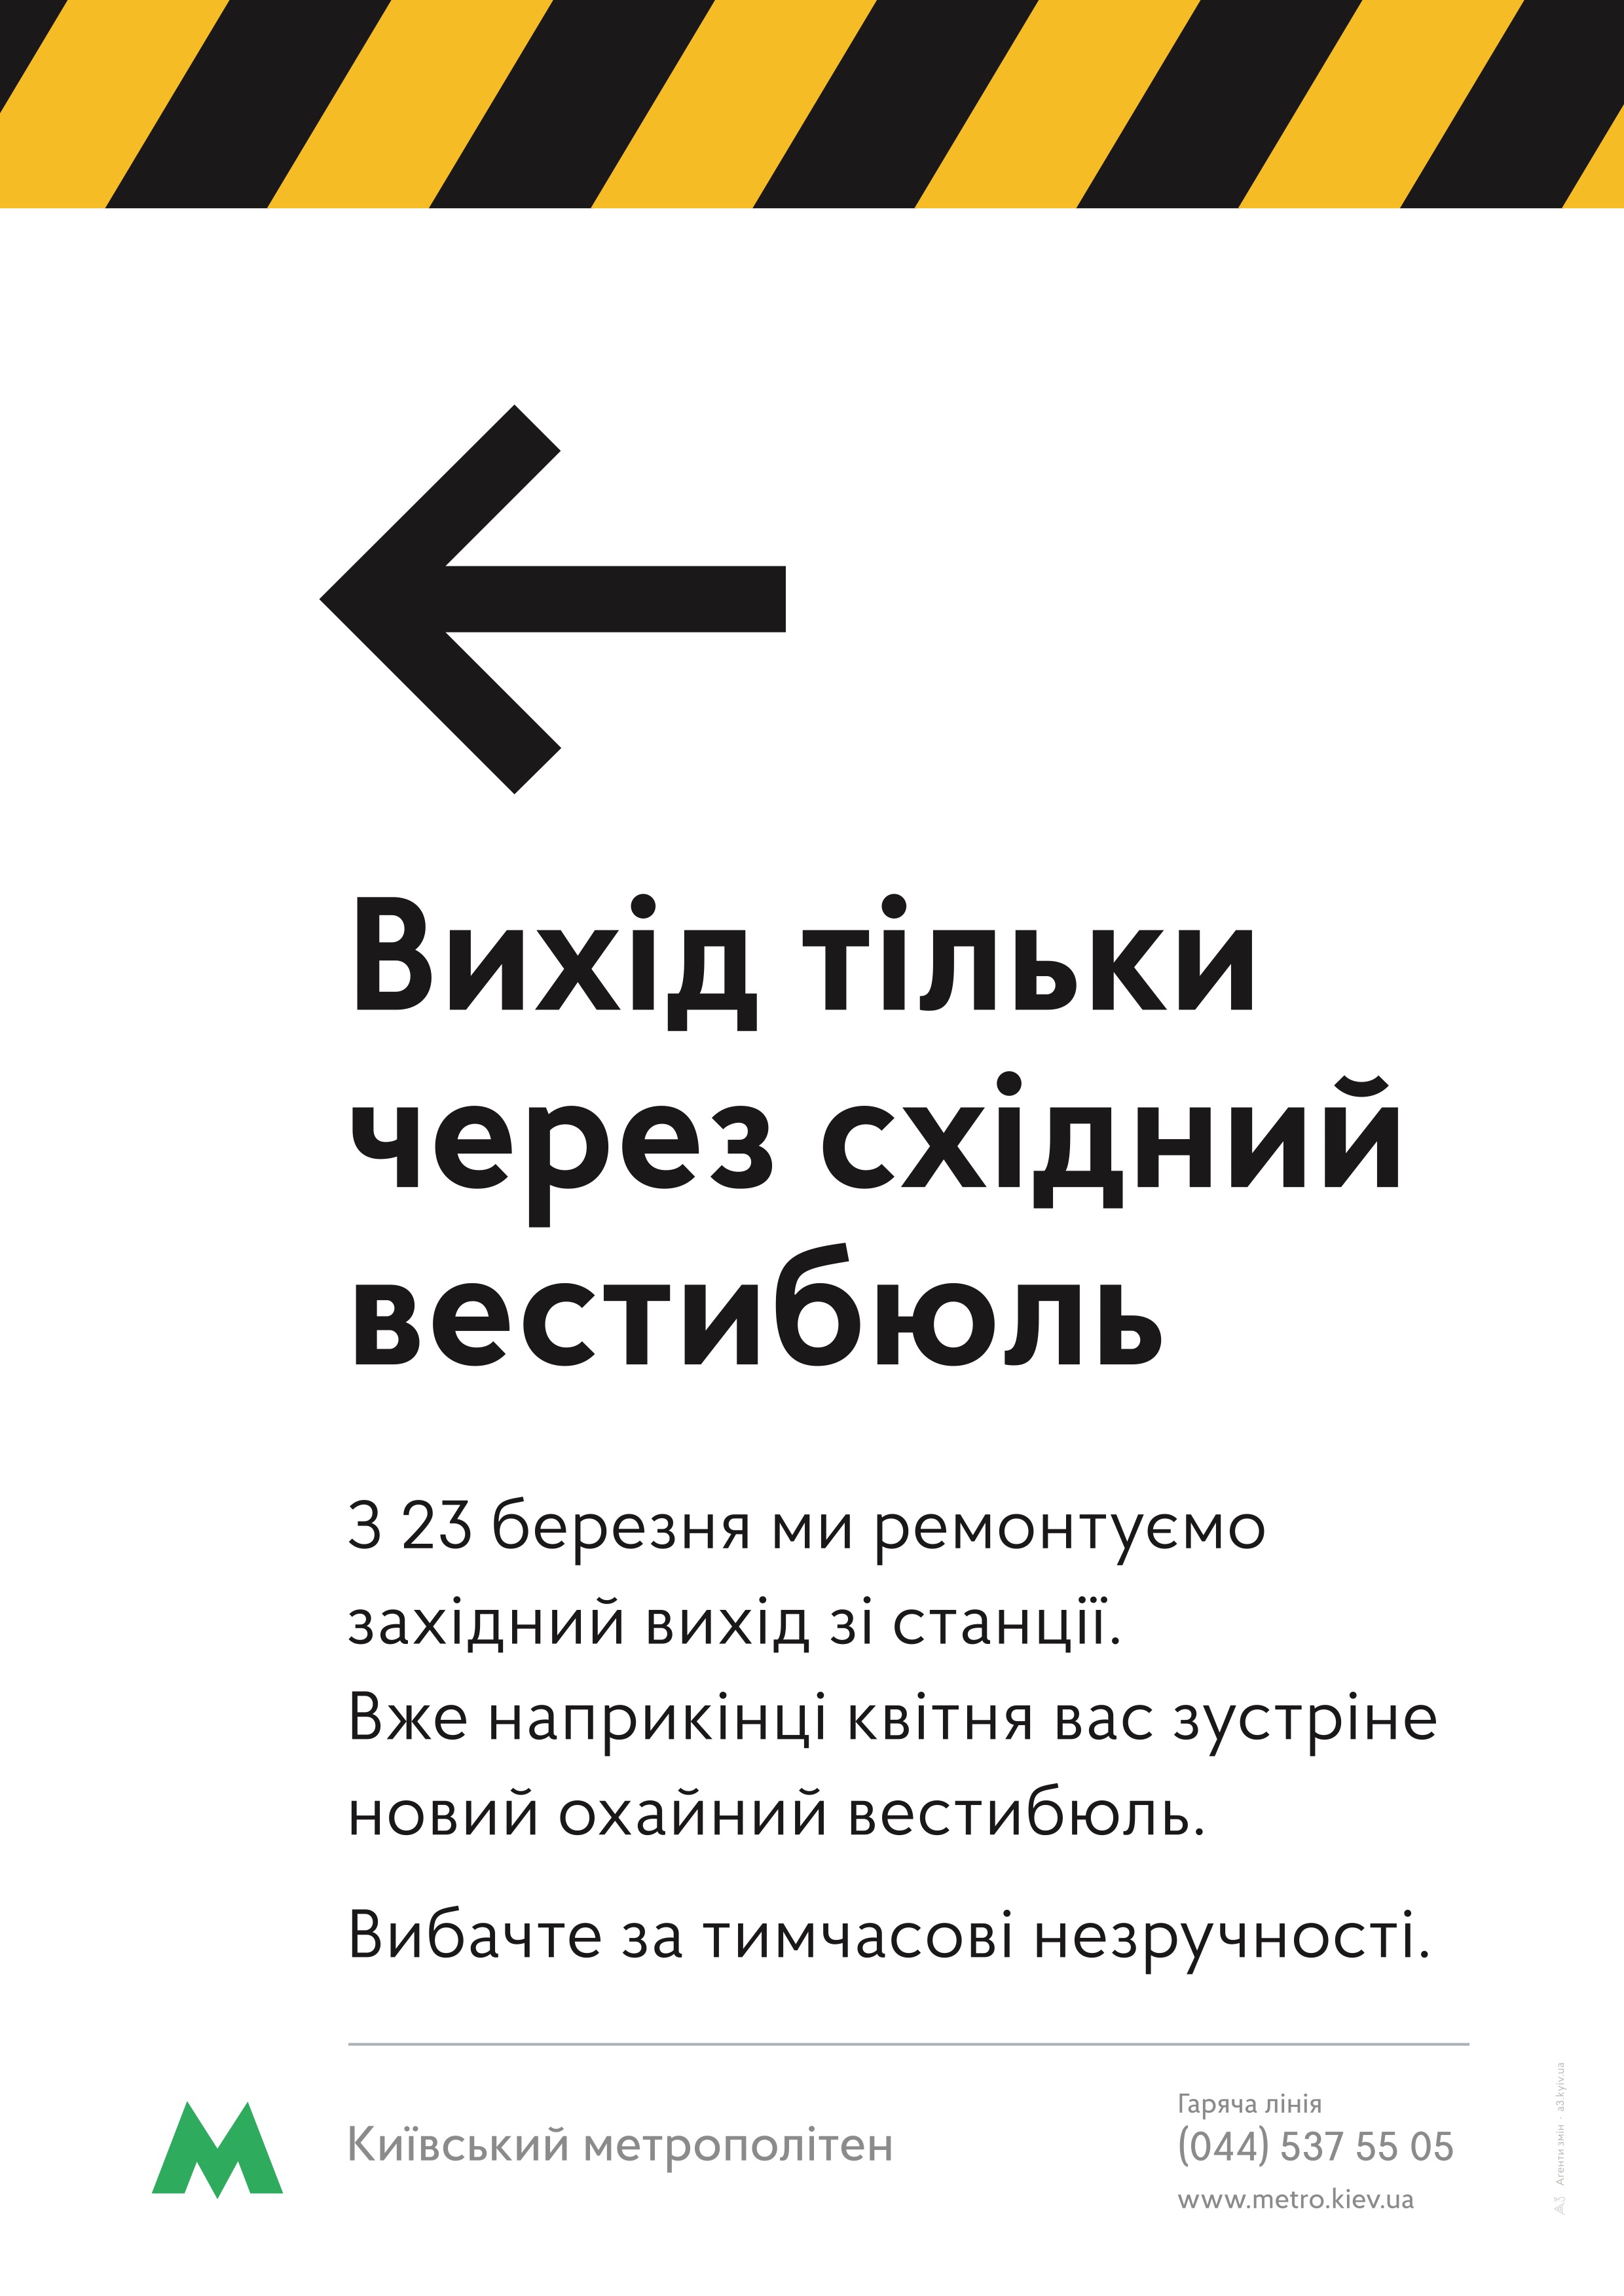 Вихід тільки
через східний
вестибюль
З 23 березня ми ремонтуємо
західний вихід зі станції.
Вже наприкінці квітня вас зустріне
новий охайний вестибюль.
Вибачте за тимчасові незручності.
Київський метрополітен
Гаряча лінія
(044) 537 55 05
www.metro.kiev.ua
А3 Агенти змін · a3.kyiv.ua